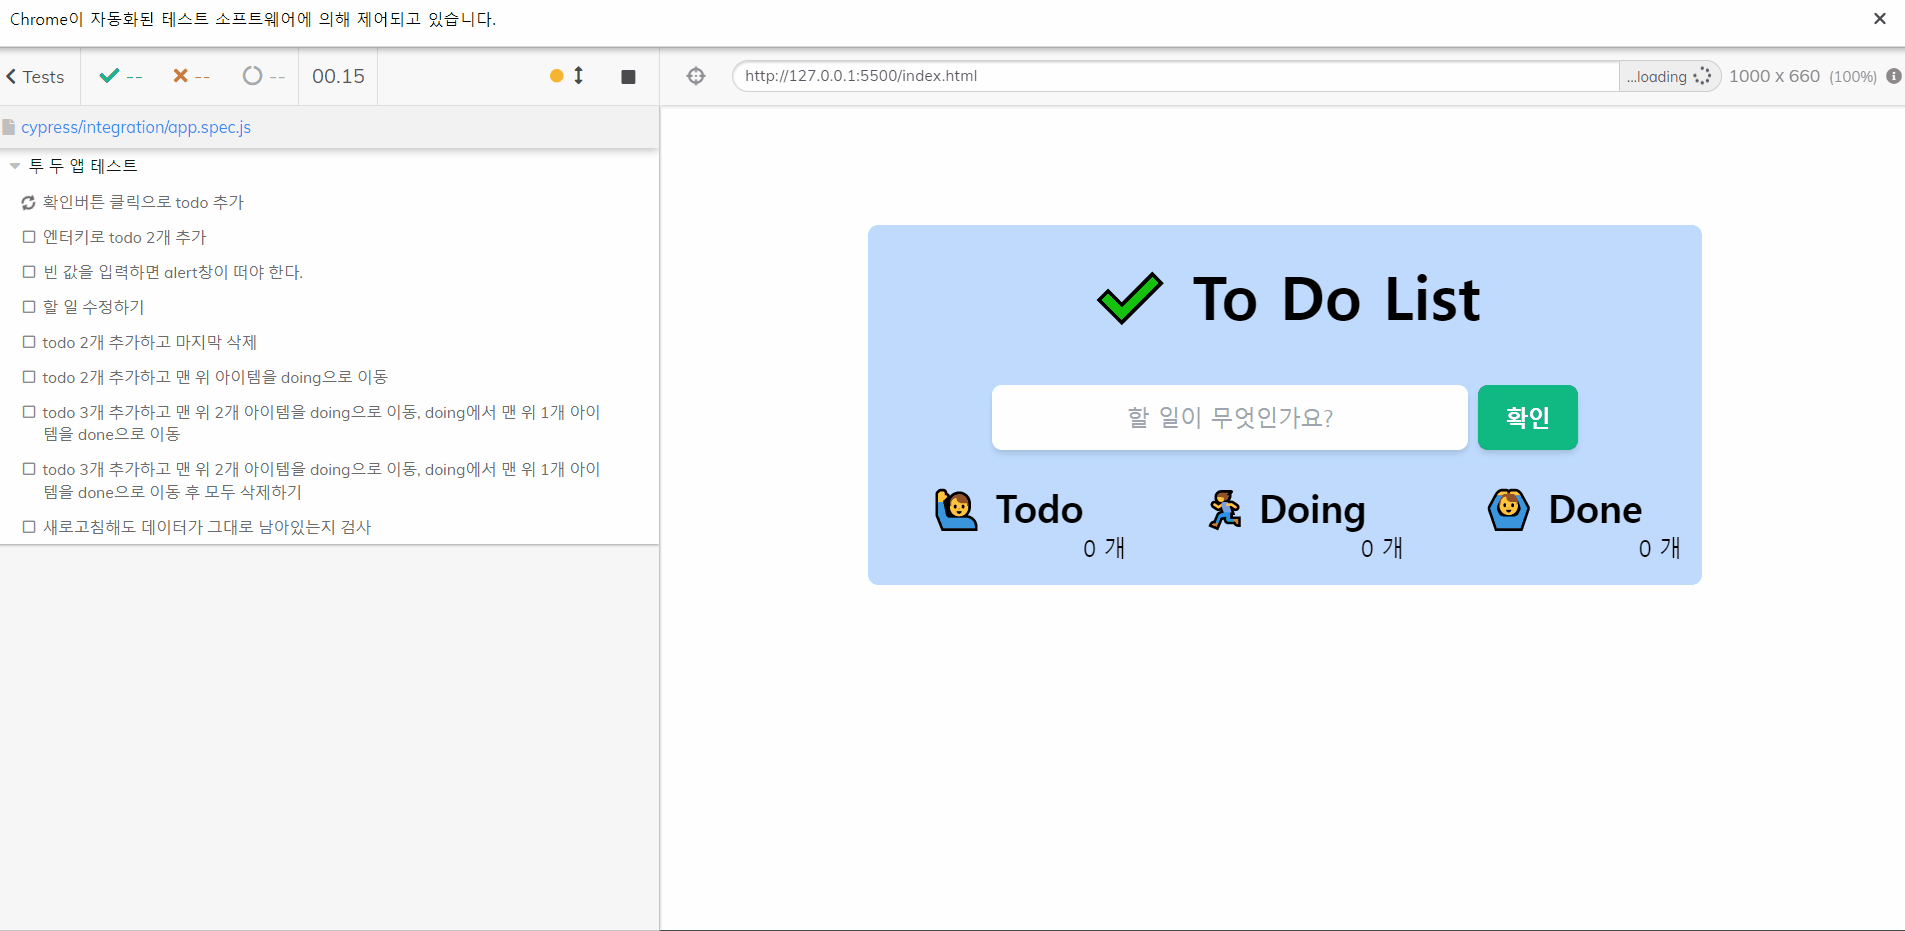 Chrome이 자동화된 테스트 소프트웨어에 의해 제어되고 있습니다.
Tests -- -- -- 00.15
http://127.0.0.1:5500/index.html ...loading 1000 x 660 (100%)
cypress/integration/app.spec.js
투 두 앱 테스트
확인버튼 클릭으로 todo 추가
엔터키로 todo 2개 추가
빈 값을 입력하면 alert창이 떠야 한다.
할 일 수정하기
todo 2개 추가하고 마지막 삭제
todo 2개 추가하고 맨 위 아이템을 doing으로 이동
todo 3개 추가하고 맨 위 2개 아이템을 doing으로 이동, doing에서 맨 위 1개 아이
템을 done으로 이동
todo 3개 추가하고 맨 위 2개 아이템을 doing으로 이동, doing에서 맨 위 1개 아이
템을 done으로 이동 후 모두 삭제하기
새로고침해도 데이터가 그대로 남아있는지 검사
To Do List
할 일이 무엇인가요? 확인
Todo Doing Done
0 개 0 개 0 개